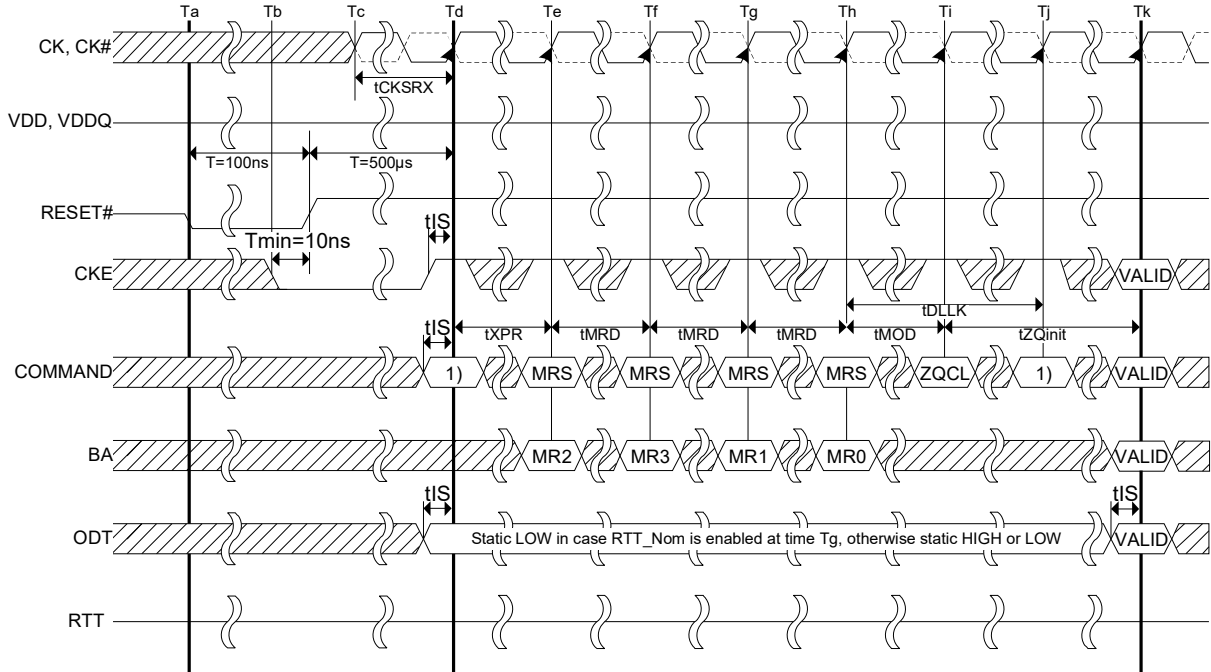 Ta Tb Tc Td Te Tf Tg Th Ti Tj Tk
CK, CK#
tCKSRX
VDD, VDDQ
T=100ns T=500µs
RESET#
tIS
Tmin=10ns
CKE VALID
tDLLK
tIS tXPR tMRD tMRD tMRD tMOD tZQinit
COMMAND 1) MRS MRS MRS MRS ZQCL 1) VALID
BA MR2 MR3 MR1 MR0 VALID
tIS tIS
ODT Static LOW in case RTT_Nom is enabled at time Tg, otherwise static HIGH or LOW VALID
RTT